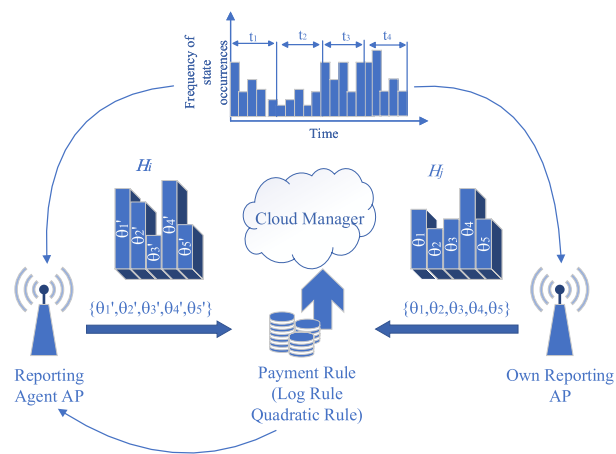 Frequency of
state
occurrences
t₁
t₂
t₃
t₄
Time
Hi
Hj
θ1'
θ2'
θ3'
θ4'
θ5'
Cloud Manager
θ1
θ2
θ3
θ4
θ5
{θ1',θ2',θ3',θ4',θ5'}
{θ1,θ2,θ3,θ4,θ5}
Reporting
Agent AP
Payment Rule
(Log Rule
Quadratic Rule)
Own Reporting
AP